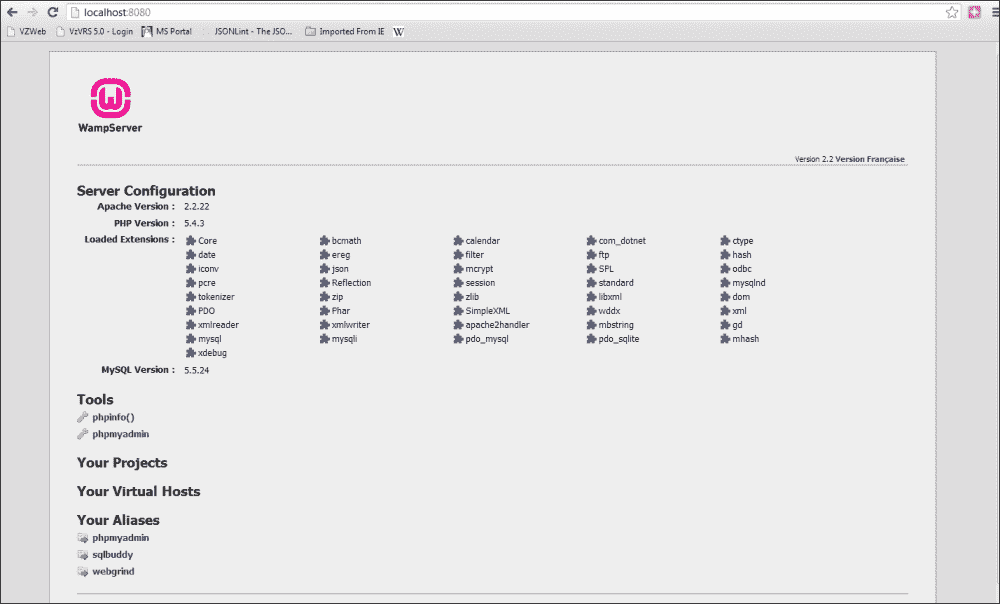 localhost:8080
VZWeb VzVRS 5.0 - Login MS Portal JSONLint - The JSO... Imported From IE W
W
WampServer
Version 2.2 Version Française
Server Configuration
Apache Version : 2.2.22
PHP Version : 5.4.3
Loaded Extensions : Core bcmath calendar com_dotnet ctype
date ereg filter ftp hash
iconv json mcrypt SPL odbc
pcre Reflection session standard mysqlnd
tokenizer zip zlib libxml dom
PDO Phar SimpleXML wddx xml
xmlreader xmlwriter apache2handler mbstring gd
mysql mysqli pdo_mysql pdo_sqlite mhash
xdebug
MySQL Version : 5.5.24
Tools
phpinfo()
phpmyadmin
Your Projects
Your Virtual Hosts
Your Aliases
phpmyadmin
sqlbuddy
webgrind